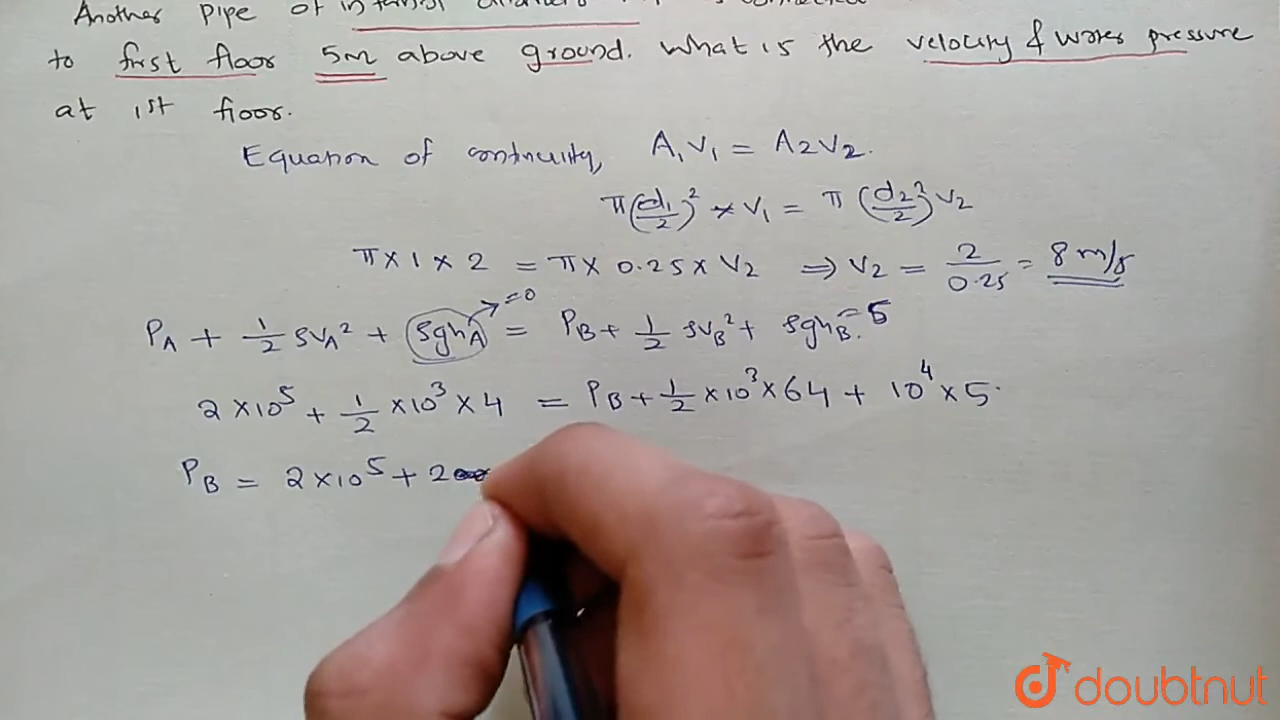 Another pipe of internal
to first floor 5m above ground. What is the velocity & water pressure
at 1st floor.
Equation of continuity, A₁V₁ = A2V2.
π(d₁/2)² × V₁ = π(d₂/2)² V2
π × 1 × 2 = π × 0.25 × V2 ⇒ V2 = 2/0.25 = 8 m/s
=0
P_A + 1/2 ρV_A² + ρgh_A = P_B + 1/2 ρV_B² + ρgh_B. = 5
2 × 10⁵ + 1/2 × 10³ × 4 = P_B + 1/2 × 10³ × 64 + 10⁴ × 5.
P_B = 2 × 10⁵ + 2
doubtnut